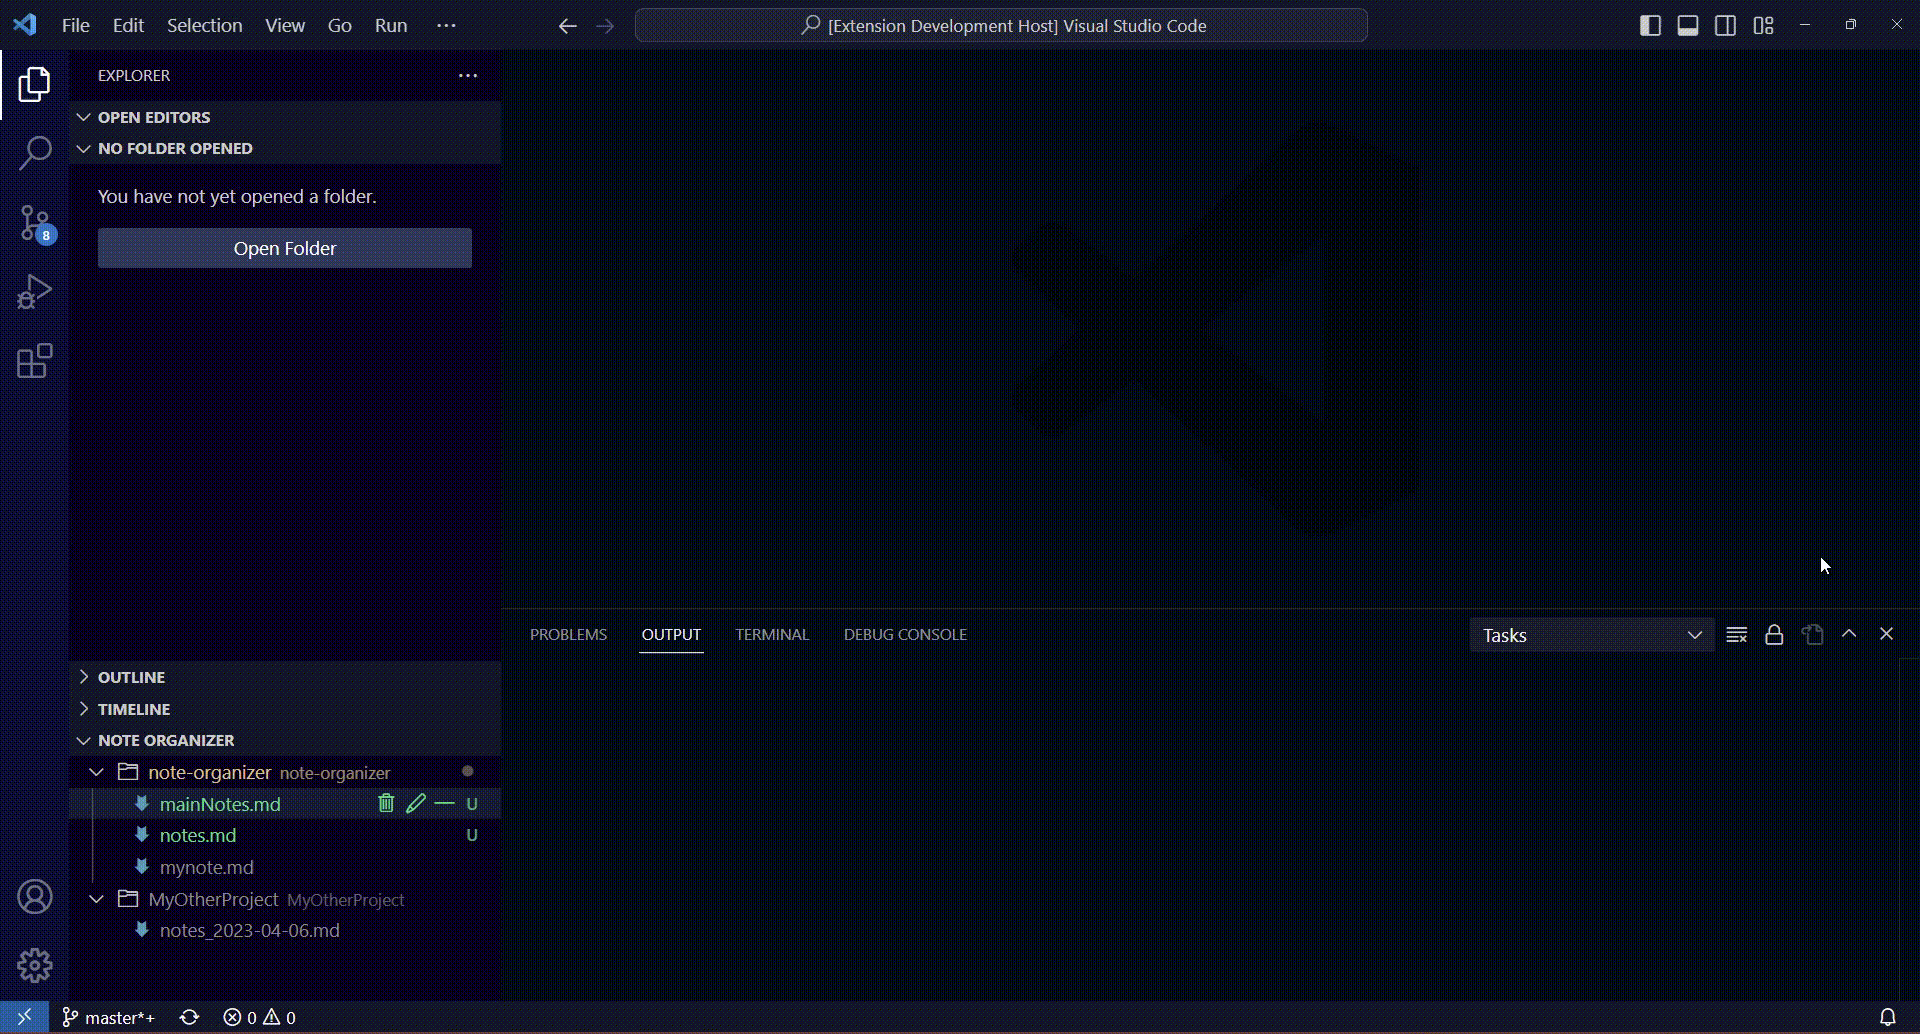 File Edit Selection View Go Run ···
[Extension Development Host] Visual Studio Code
EXPLORER
OPEN EDITORS
NO FOLDER OPENED
You have not yet opened a folder.
8
Open Folder
PROBLEMS OUTPUT TERMINAL DEBUG CONSOLE
Tasks
OUTLINE
TIMELINE
NOTE ORGANIZER
note-organizer note-organizer
mainNotes.md U
notes.md U
mynote.md
MyOtherProject MyOtherProject
notes_2023-04-06.md
master*+ 0 0